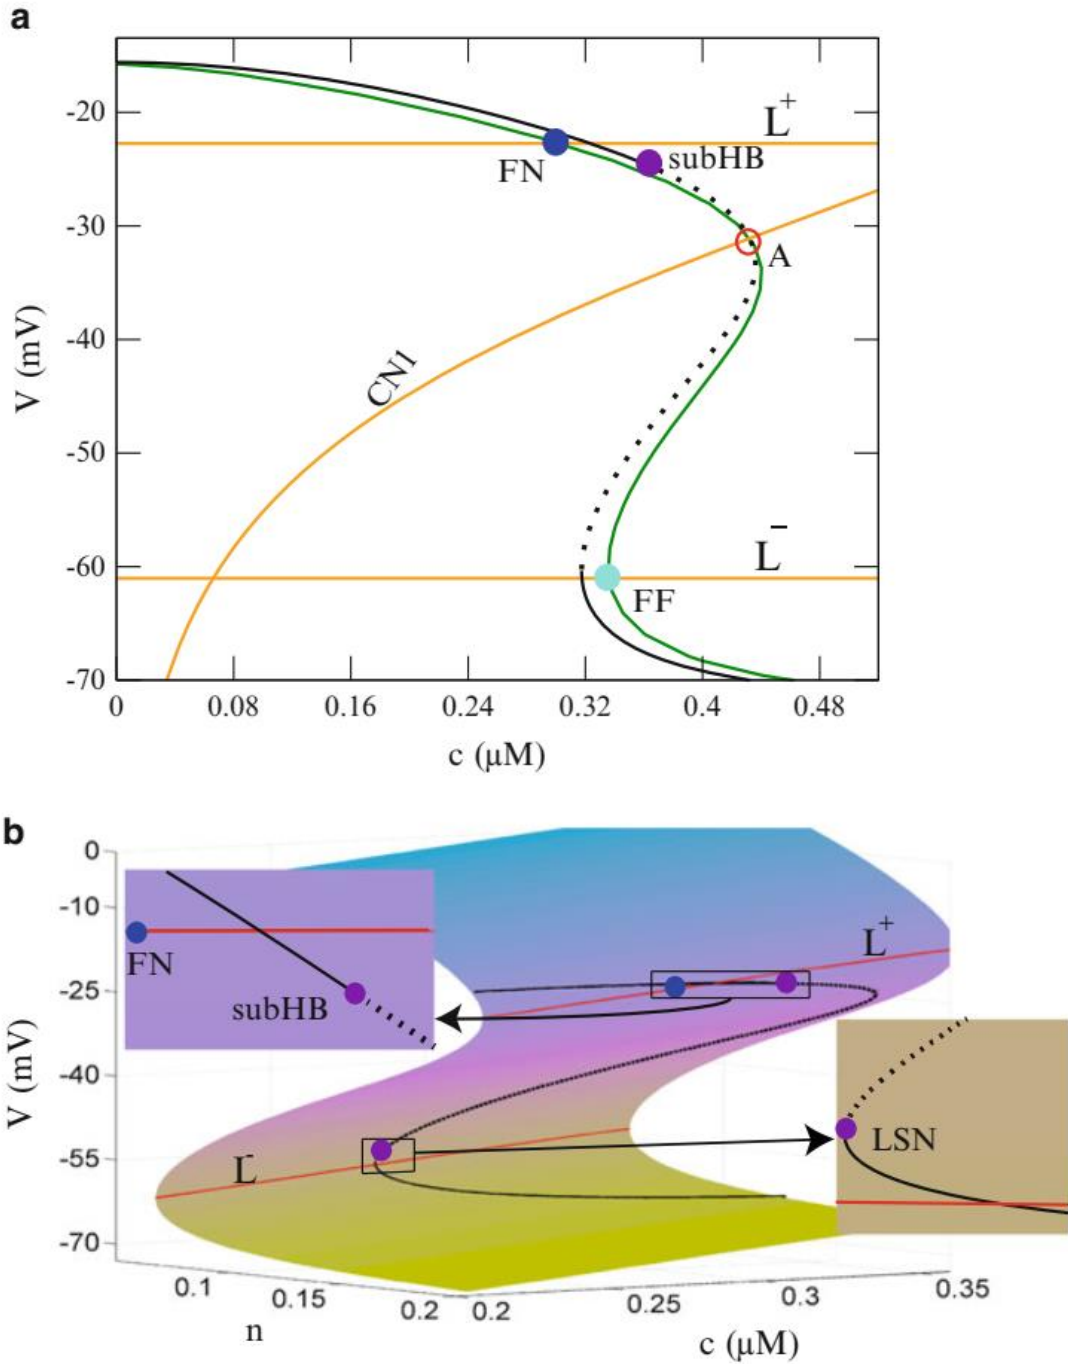 a
-20
-30
-40
-50
-60
-70
V (mV)
L+
FN
subHB
A
CN1
L-
FF
0 0.08 0.16 0.24 0.32 0.4 0.48
c (µM)
b
0
-10
-25
-40
-55
-70
V (mV)
FN
subHB
L+
L-
LSN
0.1 0.15 0.2
n
0.2 0.25 0.3 0.35
c (µM)